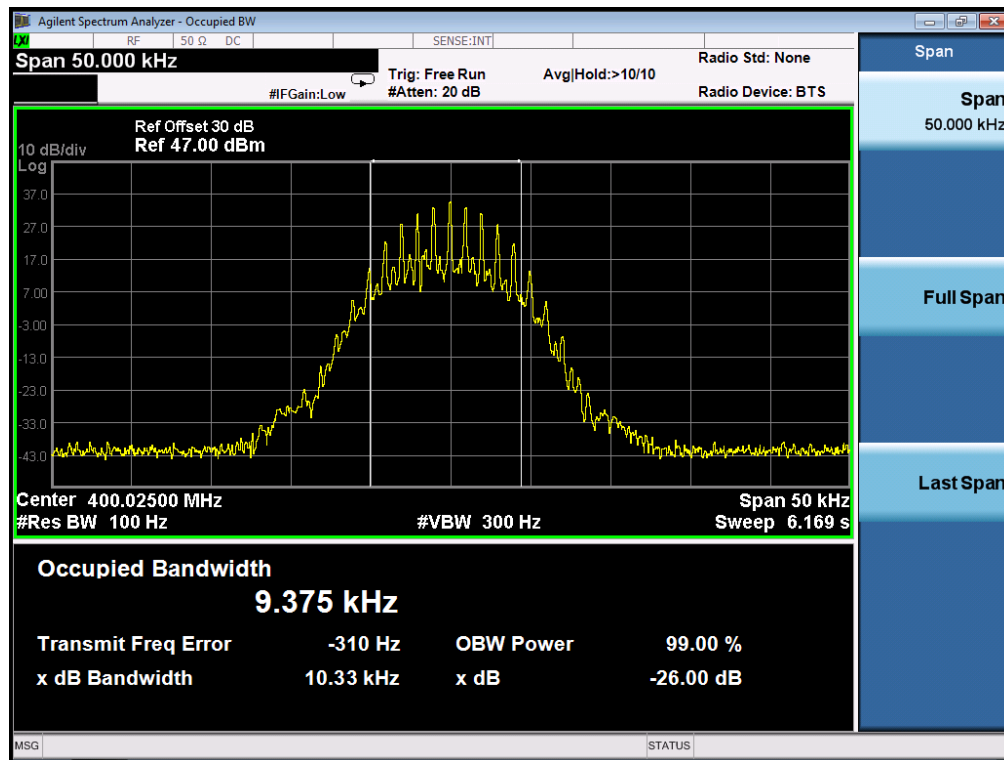 Agilent Spectrum Analyzer - Occupied BW
LXI RF 50 Ω DC SENSE:INT
Span 50.000 kHz
Trig: Free Run Avg|Hold:>10/10 Radio Std: None
#IFGain:Low #Atten: 20 dB Radio Device: BTS
Ref Offset 30 dB
10 dB/div Ref 47.00 dBm
Log
37.0
27.0
17.0
7.00
-3.00
-13.0
-23.0
-33.0
-43.0
Center 400.02500 MHz Span 50 kHz
#Res BW 100 Hz #VBW 300 Hz Sweep 6.169 s
Occupied Bandwidth
9.375 kHz
Transmit Freq Error -310 Hz OBW Power 99.00 %
x dB Bandwidth 10.33 kHz x dB -26.00 dB
MSG STATUS
Span
Span
50.000 kHz
Full Span
Last Span